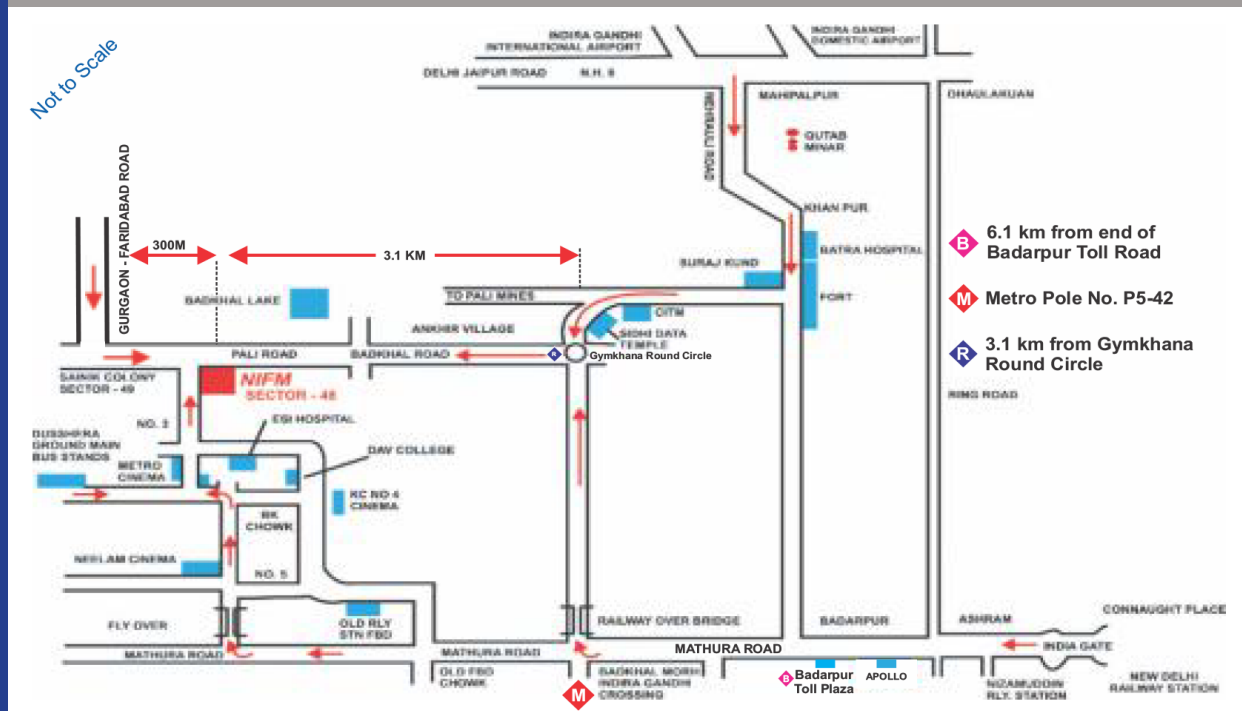 Not to Scale
INDIRA GANDHI
INTERNATIONAL AIRPORT
INDIRA GANDHI
DOMESTIC AIRPORT
DELHI JAIPUR ROAD N.H. 8
MAHIPALPUR
DHAULAKUAN
MEHRAULI ROAD
QUTAB
MINAR
GURGAON - FARIDABAD ROAD
KHAN PUR
300M
3.1 KM
BATRA HOSPITAL
SURAJ KUND
B
6.1 km from end of
Badarpur Toll Road
M
Metro Pole No. P5-42
R
3.1 km from Gymkhana
Round Circle
BADKHAL LAKE
TO PALI MINES
FORT
CITM
ANKHIR VILLAGE
SIDHI DATA
TEMPLE
PALI ROAD
BADKHAL ROAD
R
Gymkhana Round Circle
SAINIK COLONY
SECTOR - 49
NIFM
SECTOR - 48
RING ROAD
NO. 3
ESI HOSPITAL
DUSSHERA
GROUND MAIN
BUS STANDS
METRO
CINEMA
DAV COLLEGE
KC NO 4
CINEMA
BK
CHOWK
NEELAM CINEMA
NO. 5
FLY OVER
OLD RLY
STN FBD
RAILWAY OVER BRIDGE
BADARPUR
ASHRAM
CONNAUGHT PLACE
MATHURA ROAD
MATHURA ROAD
MATHURA ROAD
INDIA GATE
OLD FBD
CHOWK
M
BADKHAL MORH
INDIRA GANDHI
CROSSING
B
Badarpur
Toll Plaza
APOLLO
NIZAMUDDIN
RLY. STATION
NEW DELHI
RAILWAY STATION